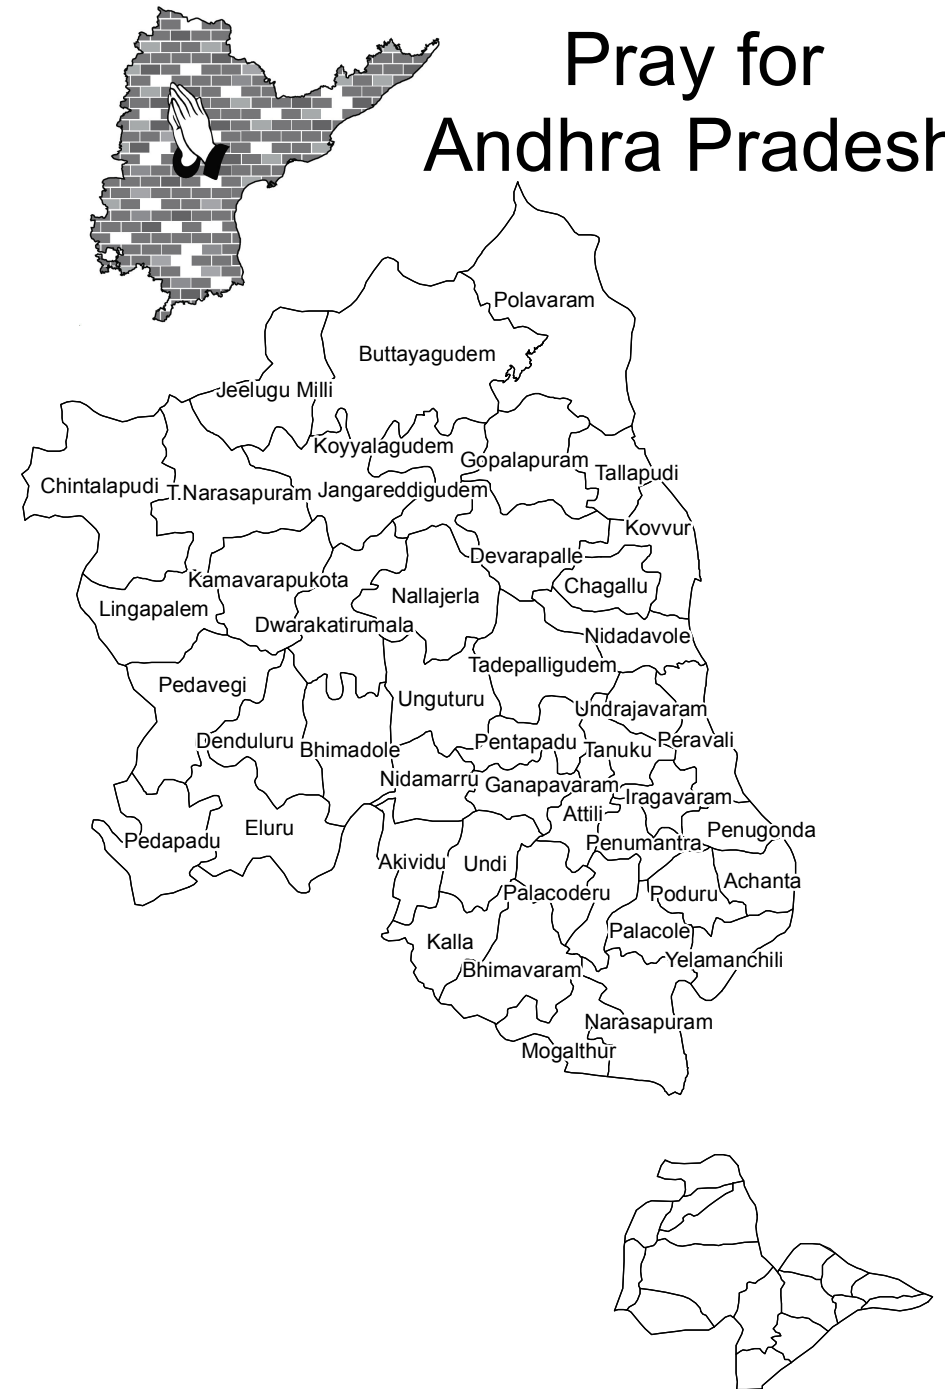 Pray for
Andhra Pradesh
Polavaram
Buttayagudem
Jeelugu Milli
Koyyalagudem
Gopalapuram
Tallapudi
Chintalapudi
T.Narasapuram
Jangareddigudem
Kovvur
Devarapalle
Kamavarapukota
Chagallu
Nallajerla
Lingapalem
Dwarakatirumala
Nidadavole
Tadepalligudem
Pedavegi
Unguturu
Undrajavaram
Denduluru
Bhimadole
Pentapadu
Tanuku
Peravali
Nidamarru
Ganapavaram
Iragavaram
Attili
Eluru
Penugonda
Pedapadu
Penumantra
Akividu
Undi
Achanta
Palacoderu
Poduru
Palacole
Kalla
Yelamanchili
Bhimavaram
Narasapuram
Mogalthur